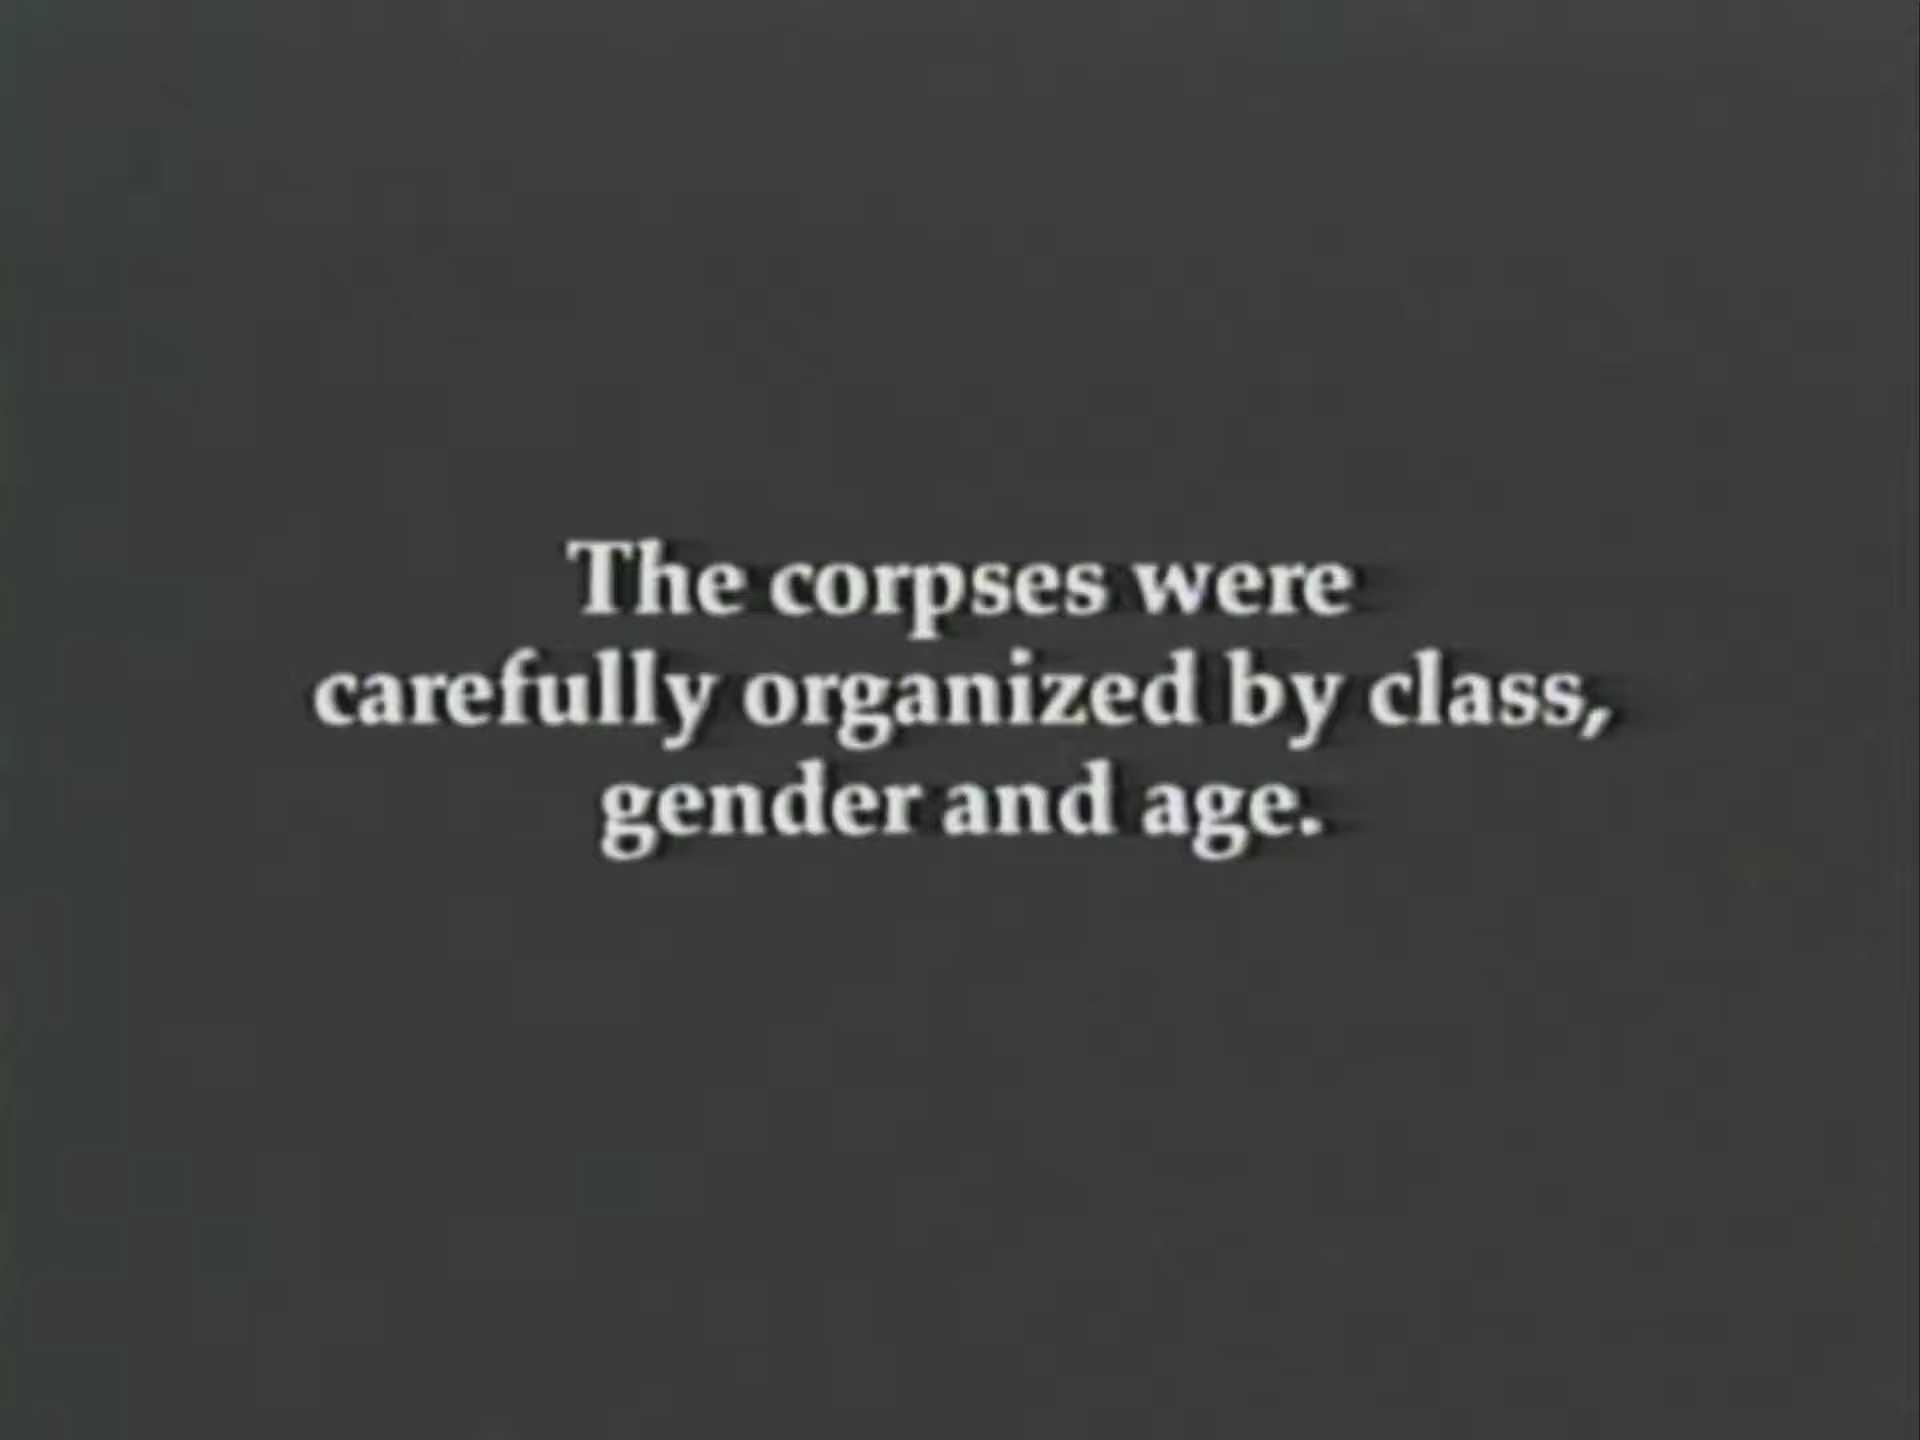 The corpses were
carefully organized by class,
gender and age.